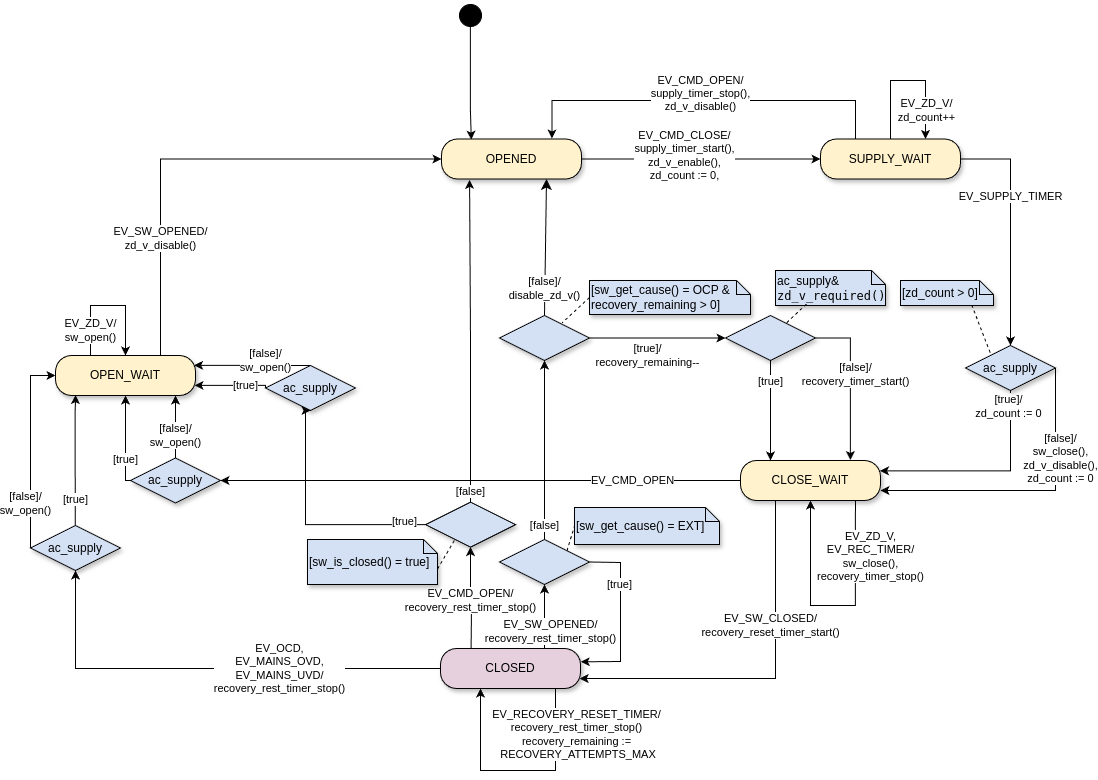 EV_CMD_OPEN/
supply_timer_stop(),
zd_v_disable()
EV_ZD_V/
zd_count++
OPENED
EV_CMD_CLOSE/
supply_timer_start(),
zd_v_enable(),
zd_count := 0,
SUPPLY_WAIT
EV_SUPPLY_TIMER
EV_SW_OPENED/
zd_v_disable()
[false]/
disable_zd_v()
[sw_get_cause() = OCP &
recovery_remaining > 0]
ac_supply&
zd_v_required()
[zd_count > 0]
EV_ZD_V/
sw_open()
OPEN_WAIT
[false]/
sw_open()
[true]
ac_supply
[true]/
recovery_remaining--
[true]
[false]/
recovery_timer_start()
ac_supply
[true]/
zd_count := 0
[false]/
sw_close(),
zd_v_disable(),
zd_count := 0
[false]/
sw_open()
[true]
ac_supply
EV_CMD_OPEN
CLOSE_WAIT
[false]/
sw_open()
[true]
ac_supply
[false]
[true]
[sw_is_closed() = true]
[false]
[sw_get_cause() = EXT]
[true]
EV_ZD_V,
EV_REC_TIMER/
sw_close(),
recovery_timer_stop()
EV_CMD_OPEN/
recovery_rest_timer_stop()
EV_SW_OPENED/
recovery_rest_timer_stop()
EV_SW_CLOSED/
recovery_reset_timer_start()
EV_OCD,
EV_MAINS_OVD,
EV_MAINS_UVD/
recovery_rest_timer_stop()
CLOSED
EV_RECOVERY_RESET_TIMER/
recovery_rest_timer_stop()
recovery_remaining :=
RECOVERY_ATTEMPTS_MAX